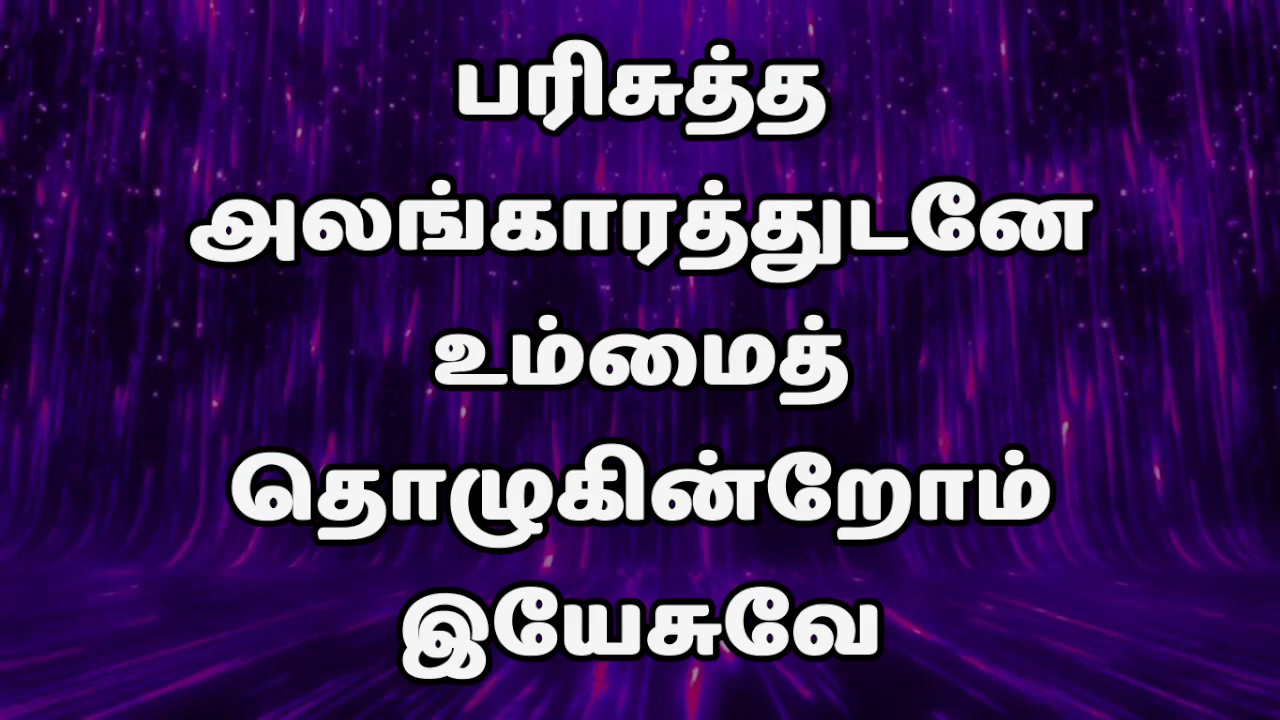 பரிசுத்த
அலங்காரத்துடனே
உம்மைத்
தொழுகின்றோம்
இயேசுவே